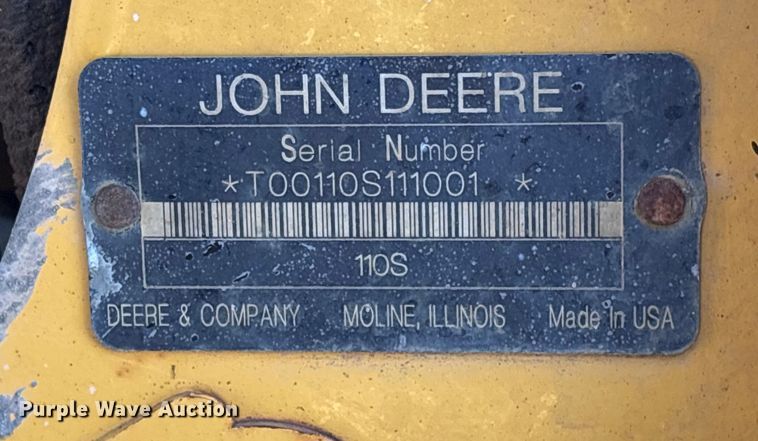 JOHN DEERE
Serial Number
*T00110S111001 *
110S
DEERE & COMPANY MOLINE, ILLINOIS Made In USA
Purple Wave Auction